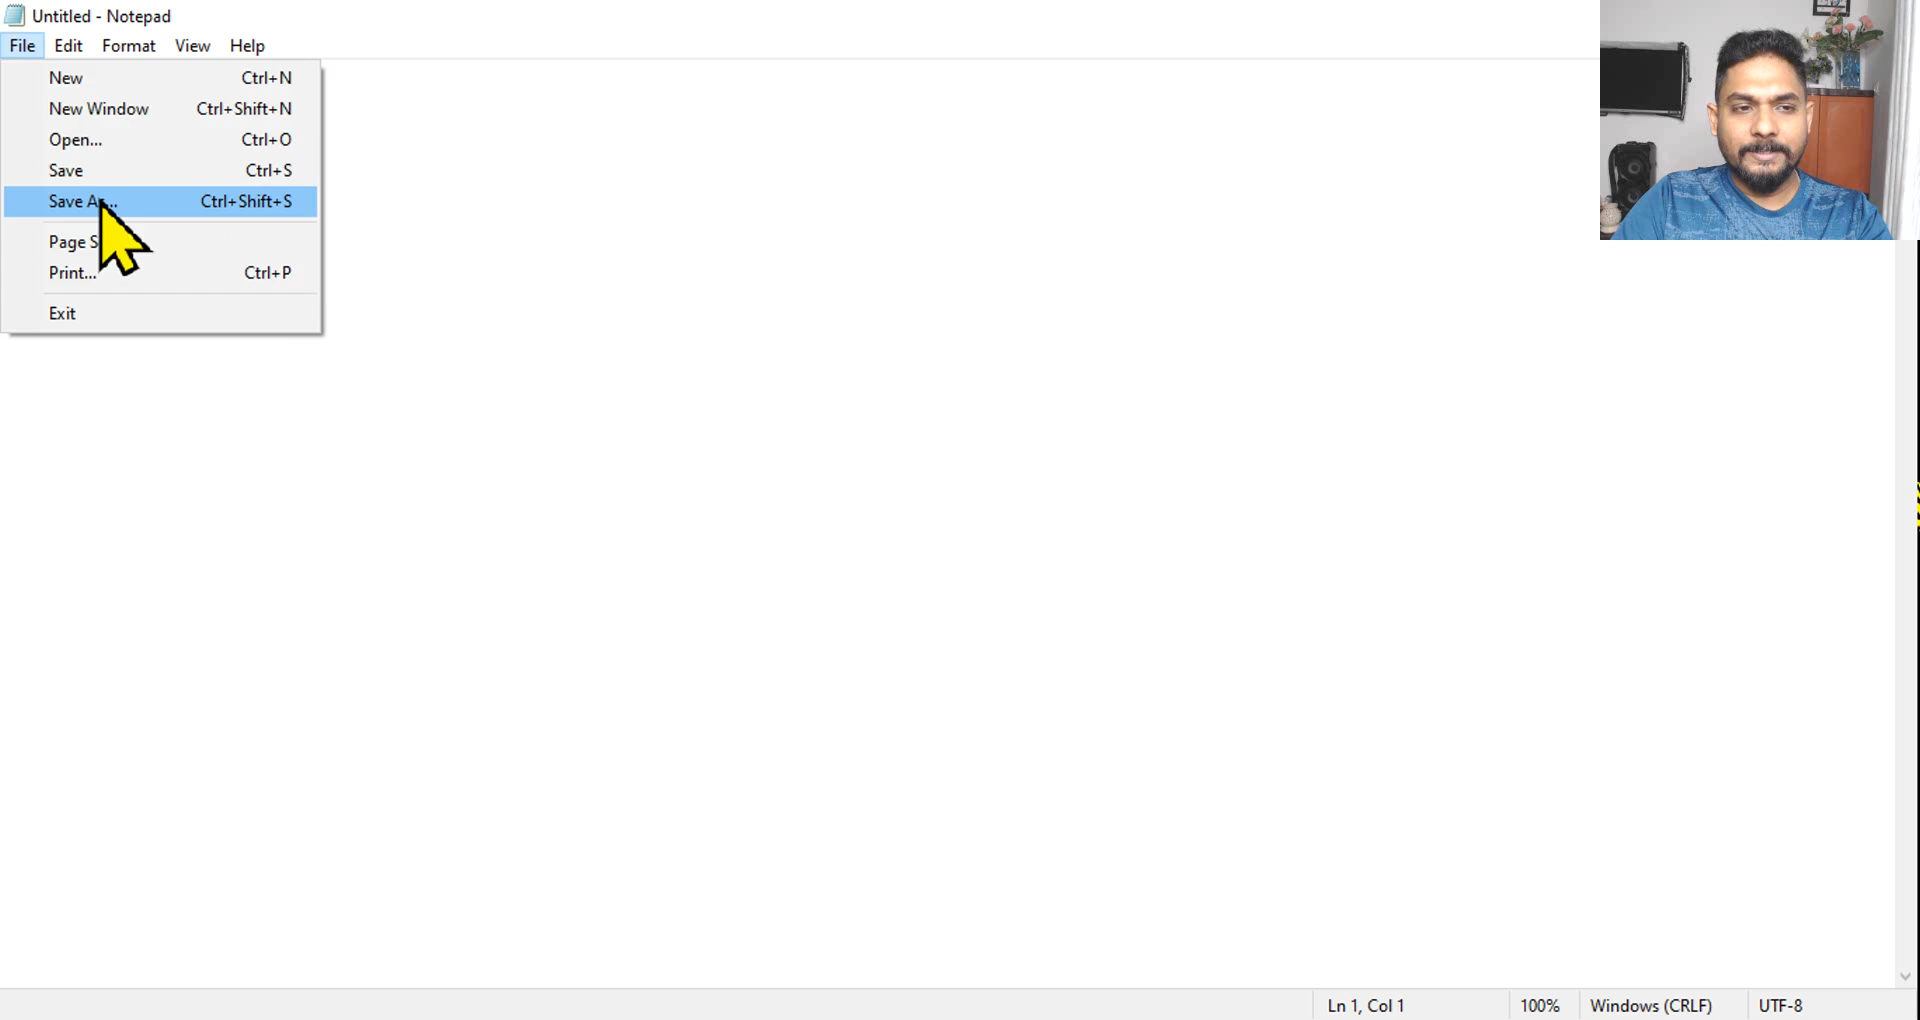 Untitled - Notepad
File Edit Format View Help
New Ctrl+N
New Window Ctrl+Shift+N
Open... Ctrl+O
Save Ctrl+S
Save Ctrl+Shift+S
Page
Print... Ctrl+P
Exit
Ln 1, Col 1 100% Windows (CRLF) UTF-8